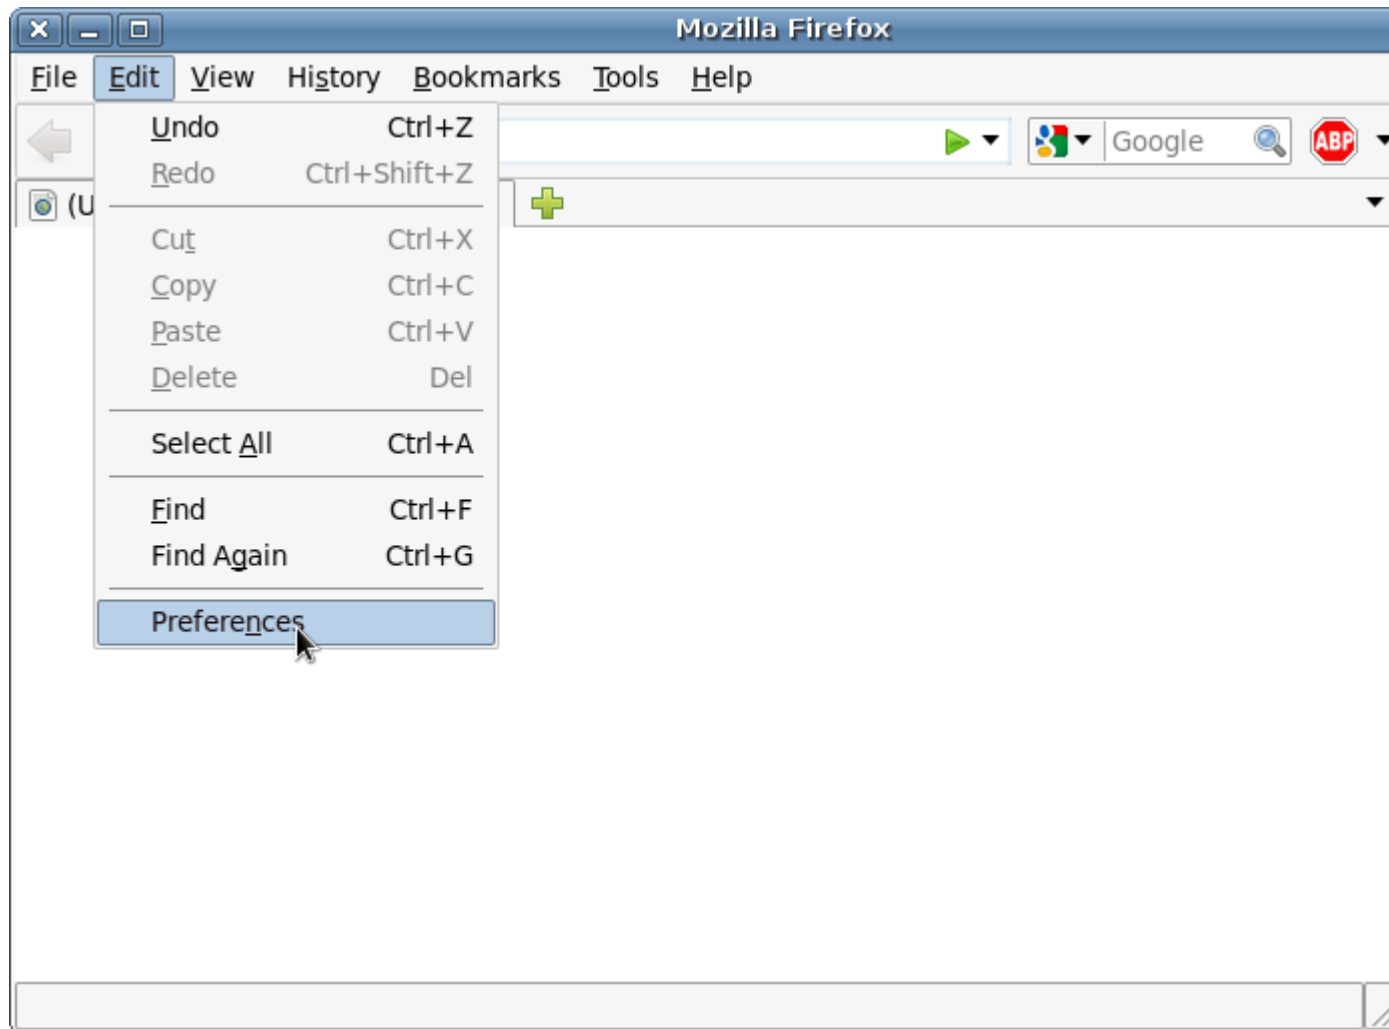 Mozilla Firefox
File Edit View History Bookmarks Tools Help
Google ABP
(U
Undo Ctrl+Z
Redo Ctrl+Shift+Z
Cut Ctrl+X
Copy Ctrl+C
Paste Ctrl+V
Delete Del
Select All Ctrl+A
Find Ctrl+F
Find Again Ctrl+G
Preferences